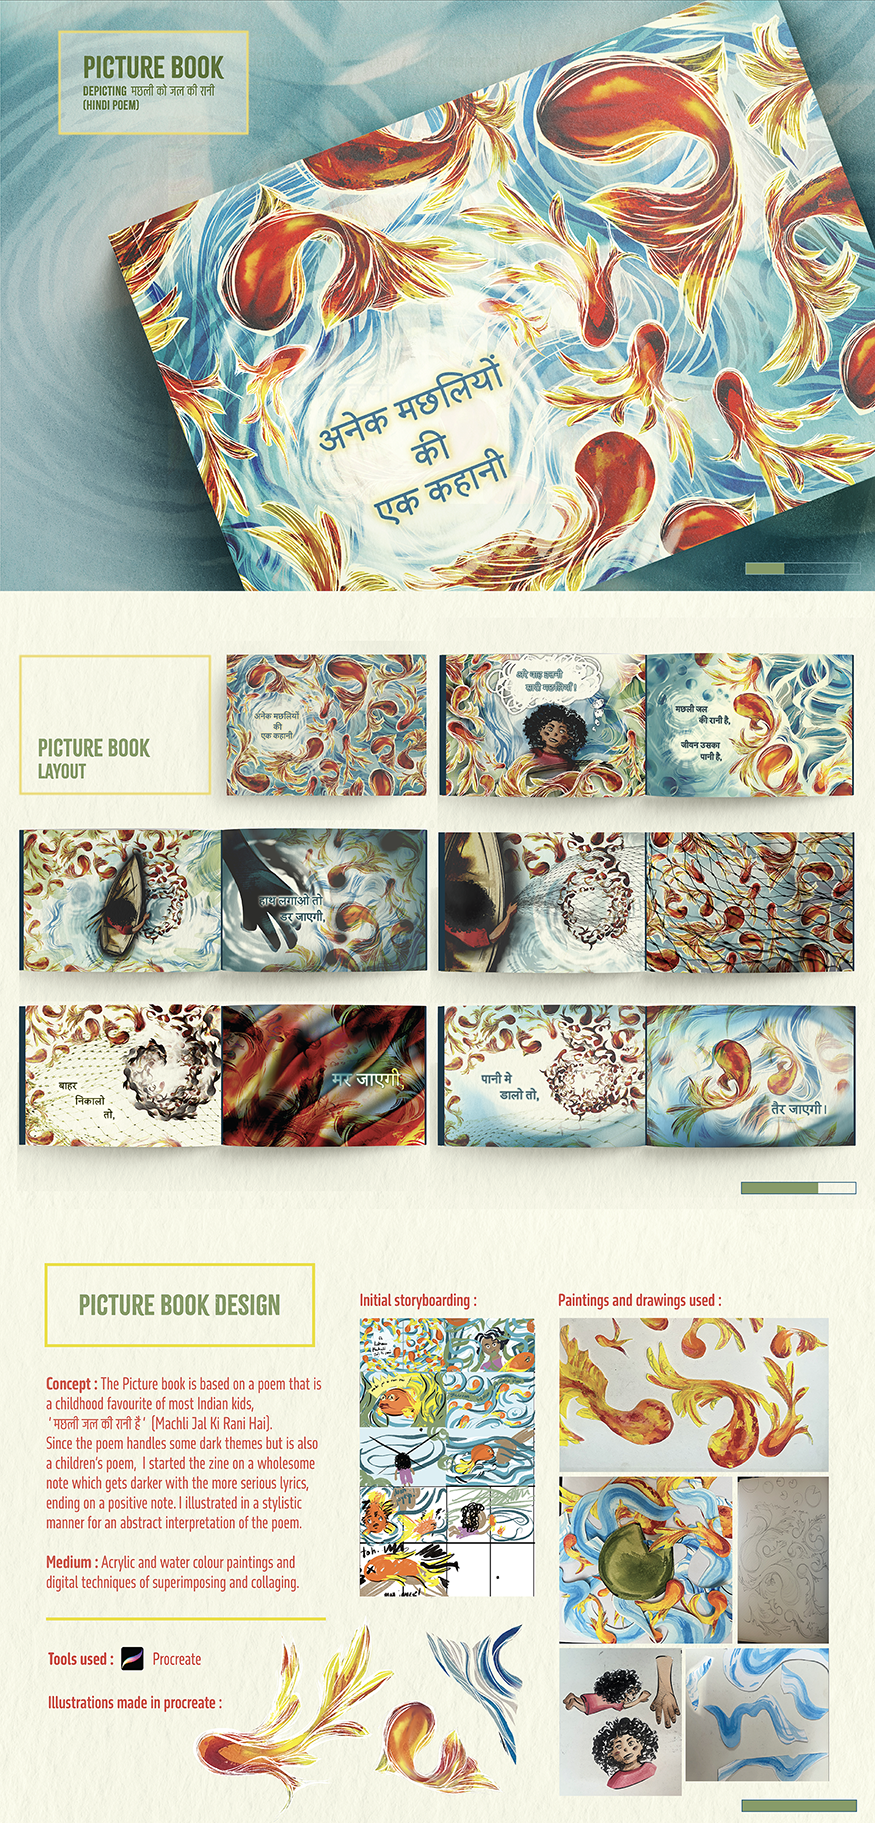 PICTURE BOOK
DEPICTING मछली को जल की रानी
(HINDI POEM)
अनेक मछलियों
की
एक कहानी
PICTURE BOOK
LAYOUT
अनेक मछलियों
की
एक कहानी
अरे वाह इतनी
सारी मछलियाँ !
मछली जल
की रानी है,
जीवन उसका
पानी है,
हाथ लगाओ तो
डर जाएगी,
बाहर
निकालो
तो,
मर जाएगी,
पानी मे
डालो तो,
तैर जाएगी।
PICTURE BOOK DESIGN
Concept : The Picture book is based on a poem that is
a childhood favourite of most Indian kids,
'मछली जल की रानी है' (Machli Jal Ki Rani Hai).
Since the poem handles some dark themes but is also
a children's poem, I started the zine on a wholesome
note which gets darker with the more serious lyrics,
ending on a positive note. I illustrated in a stylistic
manner for an abstract interpretation of the poem.
Medium : Acrylic and water colour paintings and
digital techniques of superimposing and collaging.
Tools used : Procreate
Illustrations made in procreate :
Initial storyboarding :
Paintings and drawings used :